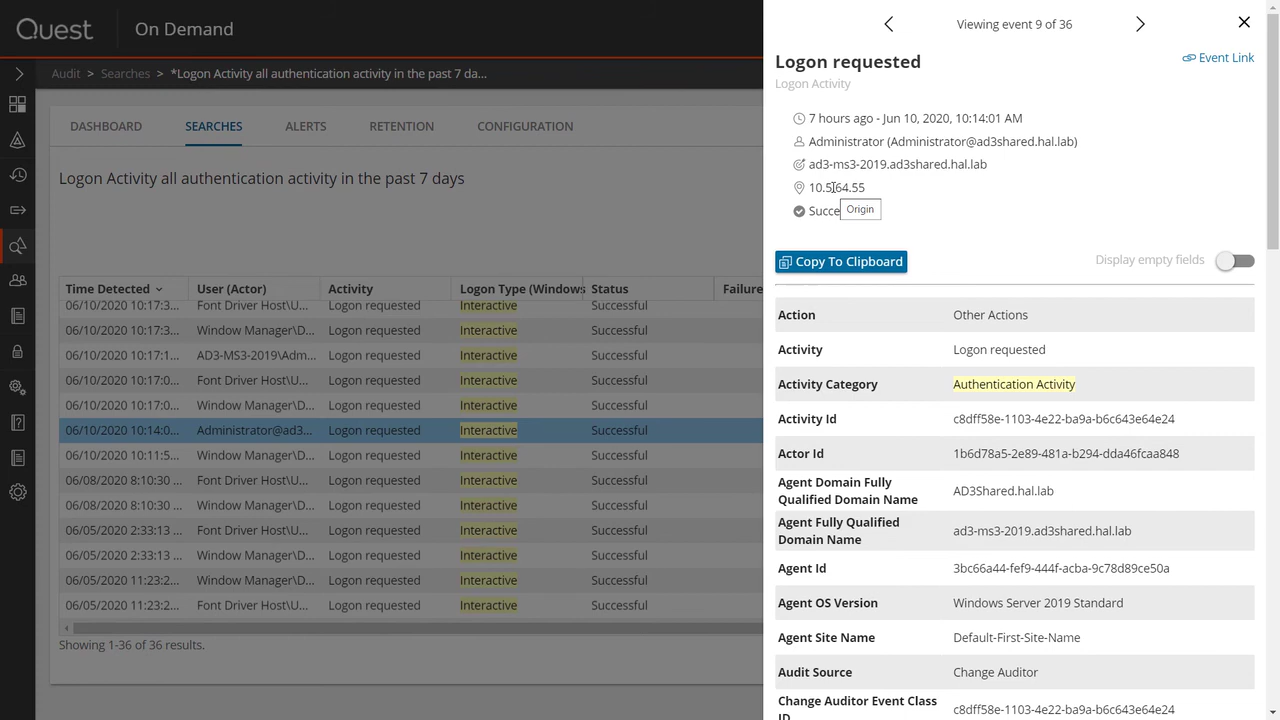 Quest
On Demand
Audit > Searches > *Logon Activity all authentication activity in the past 7 da...
DASHBOARD SEARCHES ALERTS RETENTION CONFIGURATION
Logon Activity all authentication activity in the past 7 days
Time Detected User (Actor) Activity Logon Type (Windows Status Failure
06/10/2020 10:17:3... Font Driver Host\U... Logon requested Interactive Successful
06/10/2020 10:17:3... Window Manager\D... Logon requested Interactive Successful
06/10/2020 10:17:1... AD3-MS3-2019\Adm... Logon requested Interactive Successful
06/10/2020 10:17:0... Font Driver Host\U... Logon requested Interactive Successful
06/10/2020 10:17:0... Window Manager\D... Logon requested Interactive Successful
06/10/2020 10:14:0... Administrator@ad3... Logon requested Interactive Successful
06/10/2020 10:11:5... Window Manager\D... Logon requested Interactive Successful
06/08/2020 8:10:30 ... Font Driver Host\U... Logon requested Interactive Successful
06/08/2020 8:10:30 ... Window Manager\D... Logon requested Interactive Successful
06/05/2020 2:33:13 ... Font Driver Host\U... Logon requested Interactive Successful
06/05/2020 2:33:13 ... Window Manager\D... Logon requested Interactive Successful
06/05/2020 11:23:2... Window Manager\D... Logon requested Interactive Successful
06/05/2020 11:23:2... Font Driver Host\U... Logon requested Interactive Successful
Showing 1-36 of 36 results.
Viewing event 9 of 36
Logon requested
Event Link
Logon Activity
7 hours ago - Jun 10, 2020, 10:14:01 AM
Administrator (Administrator@ad3shared.hal.lab)
ad3-ms3-2019.ad3shared.hal.lab
Succe
Origin
Copy To Clipboard
Display empty fields
Action Other Actions
Activity Logon requested
Activity Category Authentication Activity
Activity Id c8dff58e-1103-4e22-ba9a-b6c643e64e24
Actor Id 1b6d78a5-2e89-481a-b294-dda46fcaa848
Agent Domain Fully
Qualified Domain Name AD3Shared.hal.lab
Agent Fully Qualified
Domain Name ad3-ms3-2019.ad3shared.hal.lab
Agent Id 3bc66a44-fef9-444f-acba-9c78d89ce50a
Agent OS Version Windows Server 2019 Standard
Agent Site Name Default-First-Site-Name
Audit Source Change Auditor
Change Auditor Event Class
ID c8dff58e-1103-4e22-ba9a-b6c643e64e24